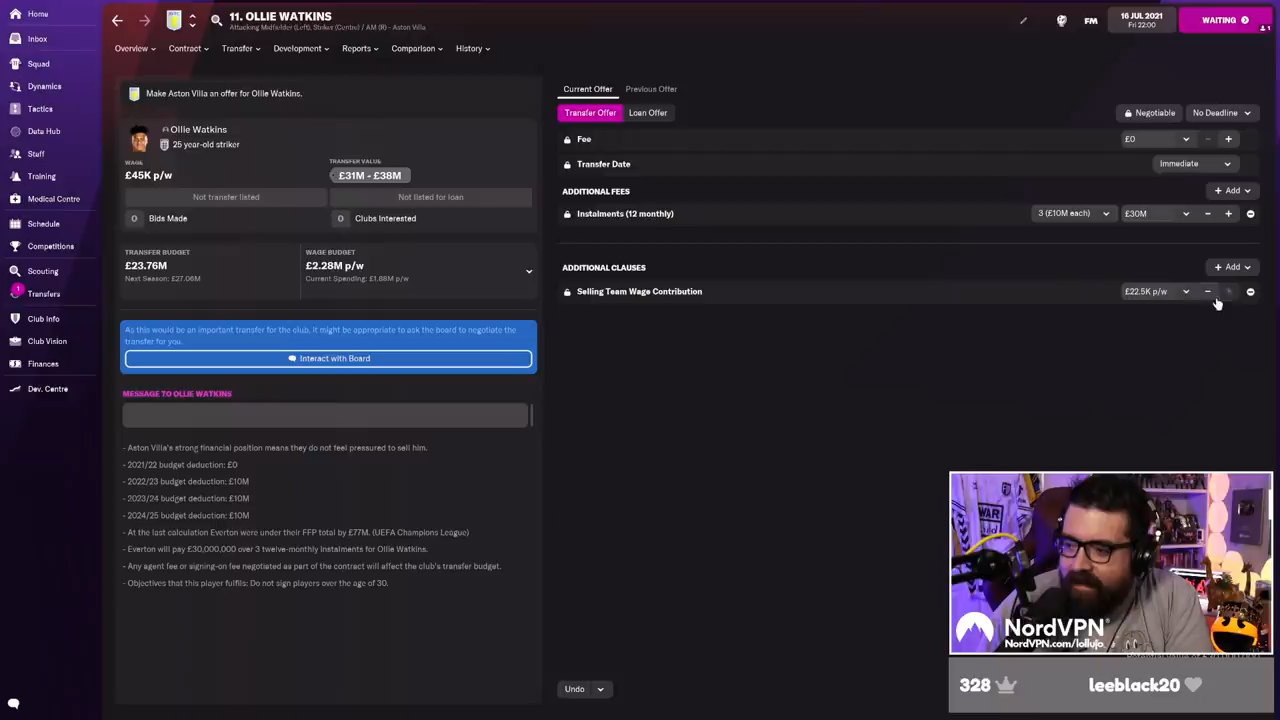 11. OLLIE WATKINS
Attacking Midfielder (Left), Striker (Centre) / AM (R) - Aston Villa
FM
16 JUL 2021
Fri 22:00
WAITING
1
Home
Inbox
Squad
Dynamics
Tactics
Data Hub
Staff
Training
Medical Centre
Schedule
Competitions
Scouting
1
Transfers
Club Info
Club Vision
Finances
Dev. Centre
Overview
Contract
Transfer
Development
Reports
Comparison
History
Make Aston Villa an offer for Ollie Watkins.
Ollie Watkins
25 year-old striker
WAGE
£45K p/w
TRANSFER VALUE
£31M - £38M
Not transfer listed
Not listed for loan
0 Bids Made
0 Clubs Interested
TRANSFER BUDGET
£23.76M
Next Season: £27.06M
WAGE BUDGET
£2.28M p/w
Current Spending: £1.88M p/w
As this would be an important transfer for the club, it might be appropriate to ask the board to negotiate the
transfer for you.
Interact with Board
MESSAGE TO OLLIE WATKINS
- Aston Villa's strong financial position means they do not feel pressured to sell him.
- 2021/22 budget deduction: £0
- 2022/23 budget deduction: £10M
- 2023/24 budget deduction: £10M
- 2024/25 budget deduction: £10M
- At the last calculation Everton were under their FFP total by £77M. (UEFA Champions League)
- Everton will pay £30,000,000 over 3 twelve-monthly instalments for Ollie Watkins.
- Any agent fee or signing-on fee negotiated as part of the contract will affect the club's transfer budget.
- Objectives that this player fulfils: Do not sign players over the age of 30.
Current Offer
Previous Offer
Transfer Offer
Loan Offer
Negotiable
No Deadline
Fee
£0
Transfer Date
Immediate
ADDITIONAL FEES
+ Add
Instalments (12 monthly)
3 (£10M each)
£30M
ADDITIONAL CLAUSES
+ Add
Selling Team Wage Contribution
£22.5K p/w
Undo
WAR
NordVPN®
NordVPN.com/lollujo
328
leeblack20